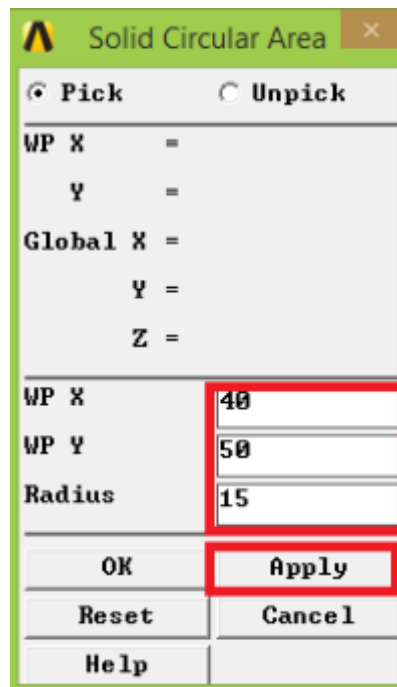 Solid Circular Area ×
Pick Unpick
WP X =
Y =
Global X =
Y =
Z =
WP X 40
WP Y 50
Radius 15
OK Apply
Reset Cancel
Help